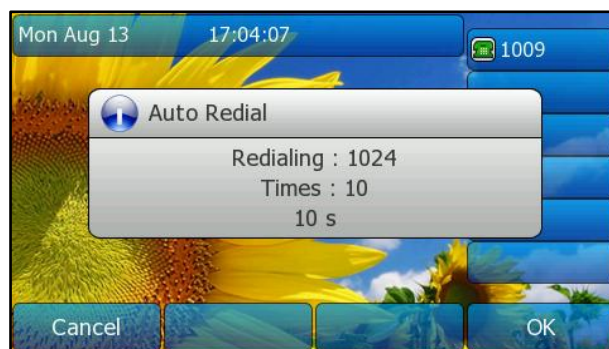 Mon Aug 13 17:04:07
1009
Auto Redial
Redialing : 1024
Times : 10
10 s
Cancel OK